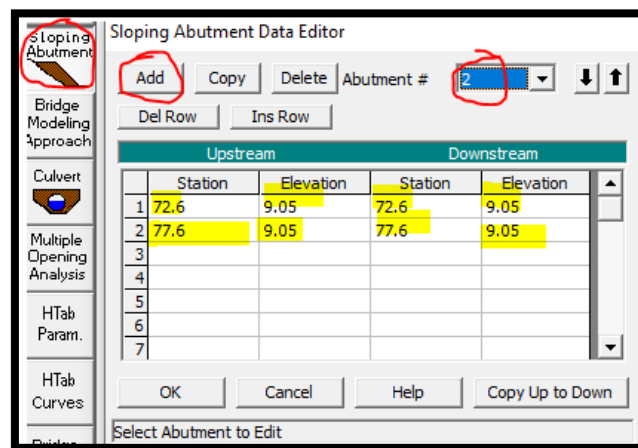 Sloping
Abutment
Bridge
Modeling
Approach
Culvert
Multiple
Opening
Analysis
HTab
Param.
HTab
Curves
Sloping Abutment Data Editor
Add Copy Delete Abutment # 2
Del Row Ins Row
Upstream Downstream
Station Elevation Station Elevation
1 72.6 9.05 72.6 9.05
2 77.6 9.05 77.6 9.05
3
4
5
6
7
OK Cancel Help Copy Up to Down
Select Abutment to Edit